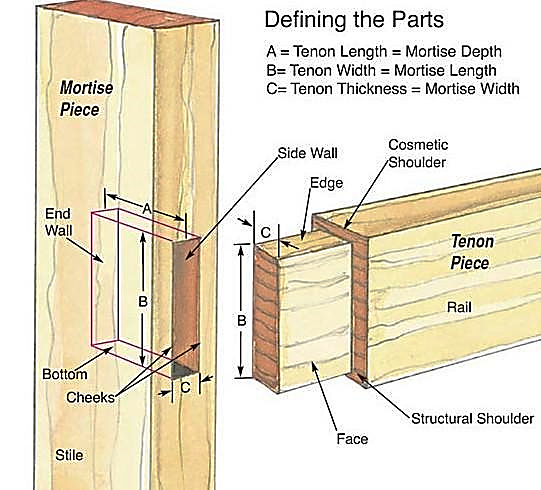 Defining the Parts
A = Tenon Length = Mortise Depth
B= Tenon Width = Mortise Length
C= Tenon Thickness = Mortise Width
Mortise
Piece
Side Wall
Cosmetic
Shoulder
Edge
A
End
Wall
C
Tenon
Piece
B
B
Rail
Bottom
Cheeks
C
Structural Shoulder
Face
Stile